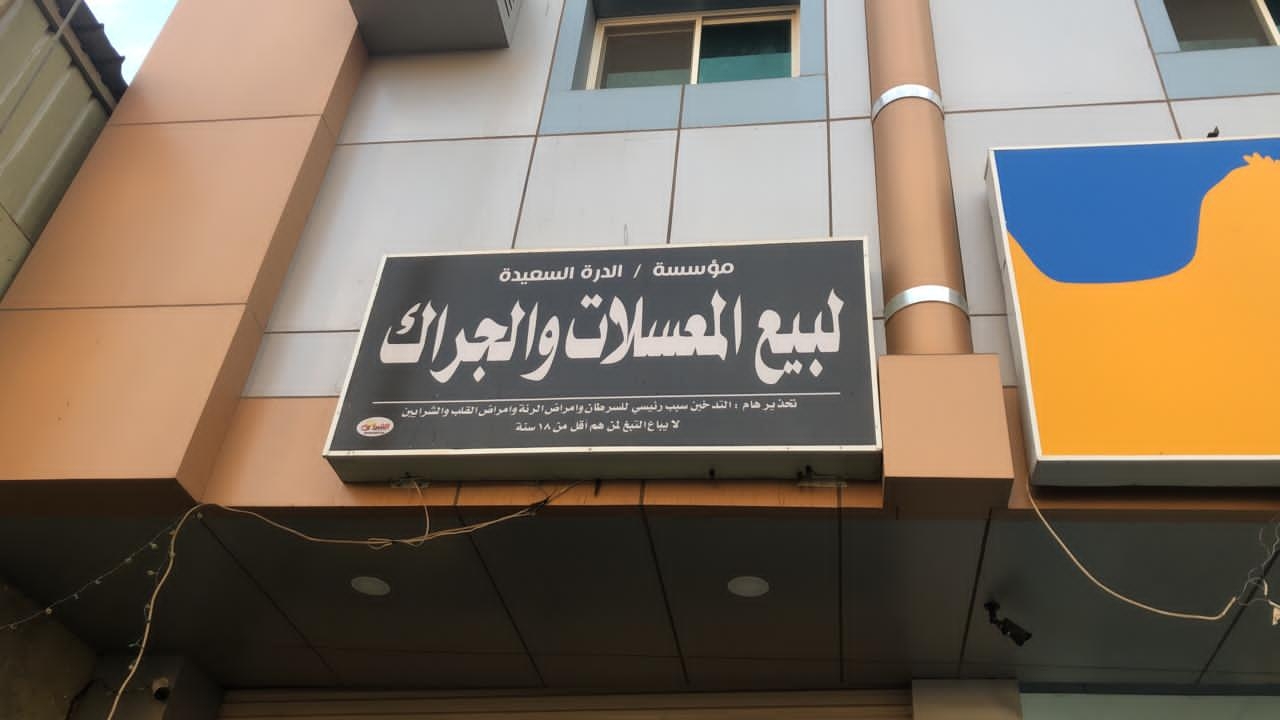 مؤسسة / الدرة السعيدة
لبيع المعسلات والجراك
تحذير هام : التدخين سبب رئيسي للسرطان وامراض الرئة وامراض القلب والشرايين
لا يباع التبغ لمن هم أقل من ١٨ سنة